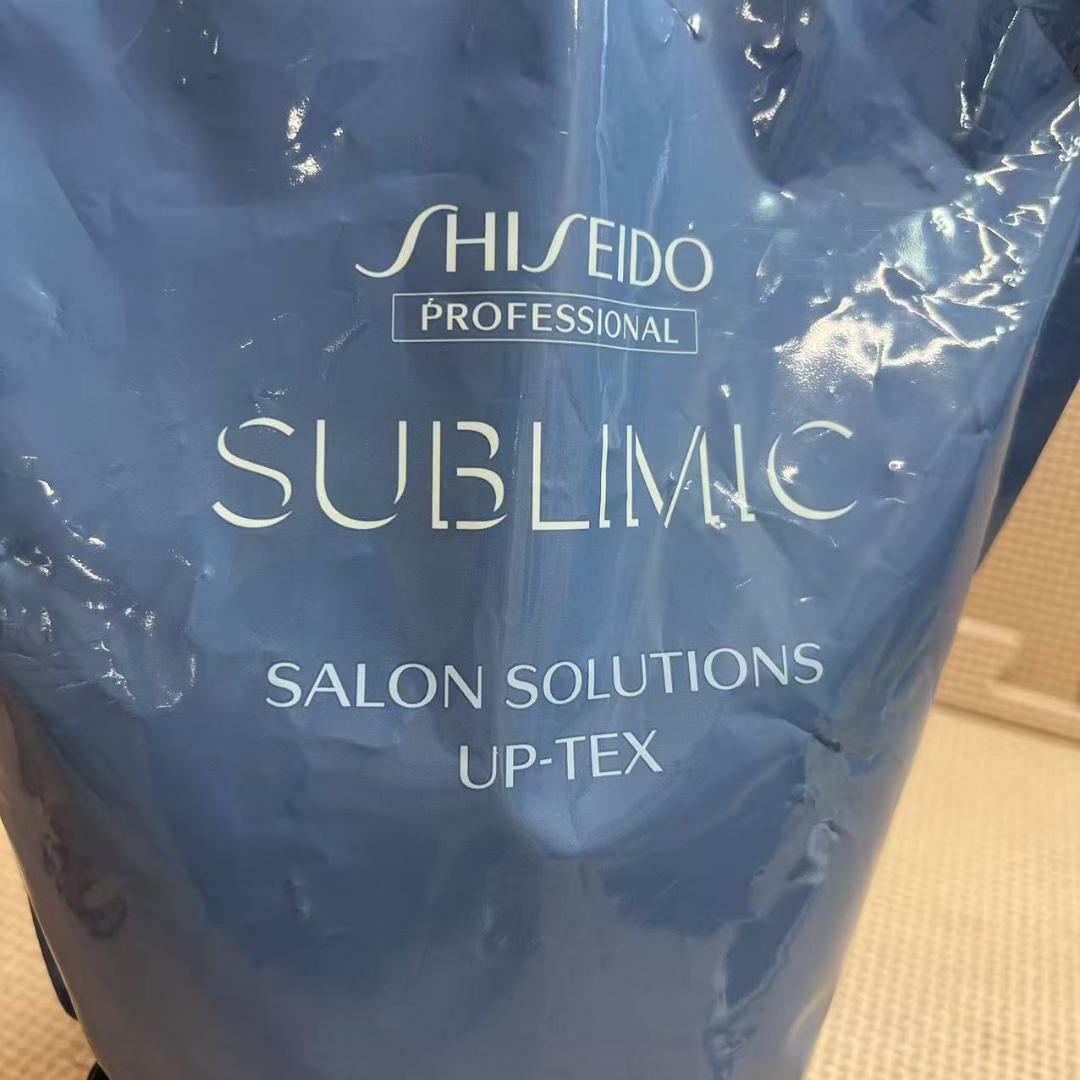 SHISEIDO
PROFESSIONAL
SUBLIMIC
SALON SOLUTIONS
UP-TEX